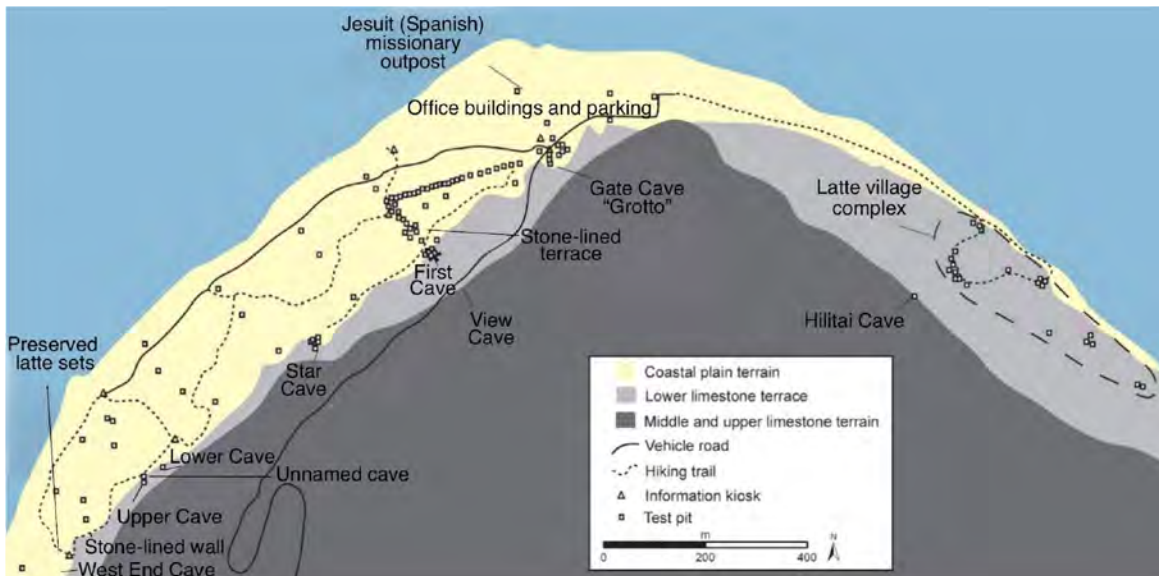 Jesuit (Spanish)
missionary
outpost
Office buildings and parking
Gate Cave
"Grotto"
Latte village
complex
Stone-lined
terrace
First
Cave
View
Cave
Hilitai Cave
Preserved
latte sets
Star
Cave
Lower Cave
Unnamed cave
Upper Cave
Stone-lined wall
West End Cave
Coastal plain terrain
Lower limestone terrace
Middle and upper limestone terrain
Vehicle road
Hiking trail
Information kiosk
Test pit
m
N
0 200 400